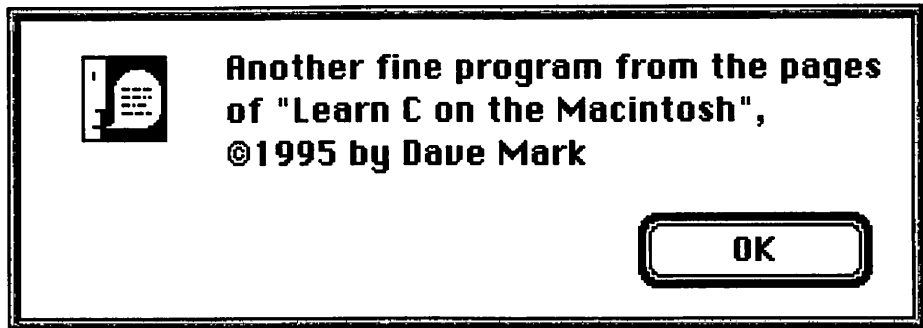 Another fine program from the pages
of "Learn C on the Macintosh",
©1995 by Dave Mark
OK